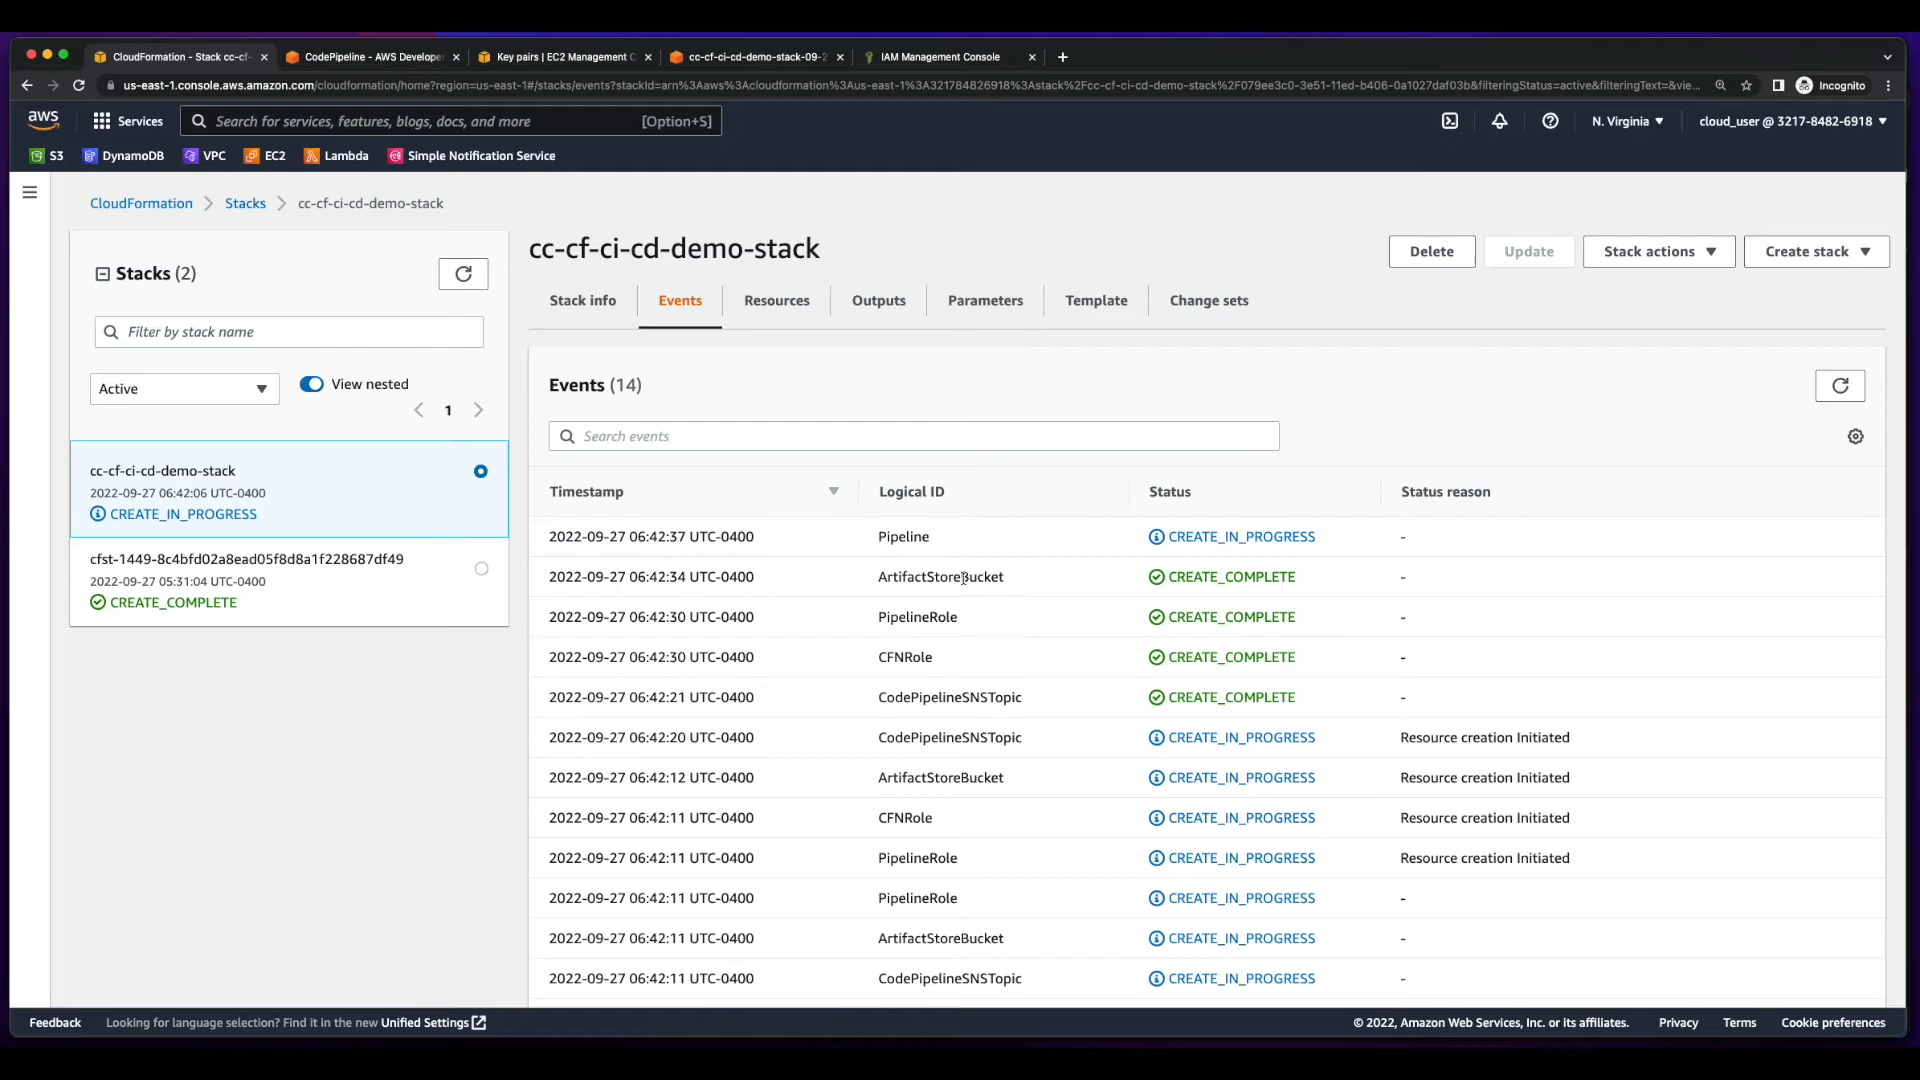 CloudFormation - Stack cc-cf-
CodePipeline - AWS Develope
Key pairs | EC2 Management C
cc-cf-ci-cd-demo-stack-09-2
IAM Management Console
us-east-1.console.aws.amazon.com/cloudformation/home?region=us-east-1#/stacks/events?stackId=arn%3Aaws%3Acloudformation%3Aus-east-1%3A321784826918%3Astack%2Fcc-cf-ci-cd-demo-stack%2F079ee3c0-3e51-11ed-b406-0a1027daf03b&filteringStatus=active&filteringText=&vie...
Incognito
aws
Services
Search for services, features, blogs, docs, and more
[Option+S]
N. Virginia
cloud_user @ 3217-8482-6918
S3
DynamoDB
VPC
EC2
Lambda
Simple Notification Service
CloudFormation
Stacks
cc-cf-ci-cd-demo-stack
Stacks (2)
Filter by stack name
Active
View nested
1
cc-cf-ci-cd-demo-stack
2022-09-27 06:42:06 UTC-0400
CREATE_IN_PROGRESS
cfst-1449-8c4bfd02a8ead05f8d8a1f228687df49
2022-09-27 05:31:04 UTC-0400
CREATE_COMPLETE
cc-cf-ci-cd-demo-stack
Delete
Update
Stack actions
Create stack
Stack info
Events
Resources
Outputs
Parameters
Template
Change sets
Events (14)
Search events
Timestamp Logical ID Status Status reason
2022-09-27 06:42:37 UTC-0400 Pipeline CREATE_IN_PROGRESS -
2022-09-27 06:42:34 UTC-0400 ArtifactStoreBucket CREATE_COMPLETE -
2022-09-27 06:42:30 UTC-0400 PipelineRole CREATE_COMPLETE -
2022-09-27 06:42:30 UTC-0400 CFNRole CREATE_COMPLETE -
2022-09-27 06:42:21 UTC-0400 CodePipelineSNSTopic CREATE_COMPLETE -
2022-09-27 06:42:20 UTC-0400 CodePipelineSNSTopic CREATE_IN_PROGRESS Resource creation Initiated
2022-09-27 06:42:12 UTC-0400 ArtifactStoreBucket CREATE_IN_PROGRESS Resource creation Initiated
2022-09-27 06:42:11 UTC-0400 CFNRole CREATE_IN_PROGRESS Resource creation Initiated
2022-09-27 06:42:11 UTC-0400 PipelineRole CREATE_IN_PROGRESS Resource creation Initiated
2022-09-27 06:42:11 UTC-0400 PipelineRole CREATE_IN_PROGRESS -
2022-09-27 06:42:11 UTC-0400 ArtifactStoreBucket CREATE_IN_PROGRESS -
2022-09-27 06:42:11 UTC-0400 CodePipelineSNSTopic CREATE_IN_PROGRESS -
Feedback
Looking for language selection? Find it in the new Unified Settings
© 2022, Amazon Web Services, Inc. or its affiliates.
Privacy
Terms
Cookie preferences